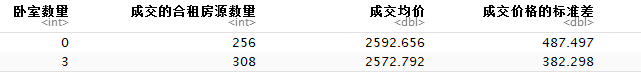 卧室数量 成交的合租房源数量 成交均价 成交价格的标准差
<int> <int> <dbl> <dbl>
0 256 2592.656 487.497
3 308 2572.792 382.298